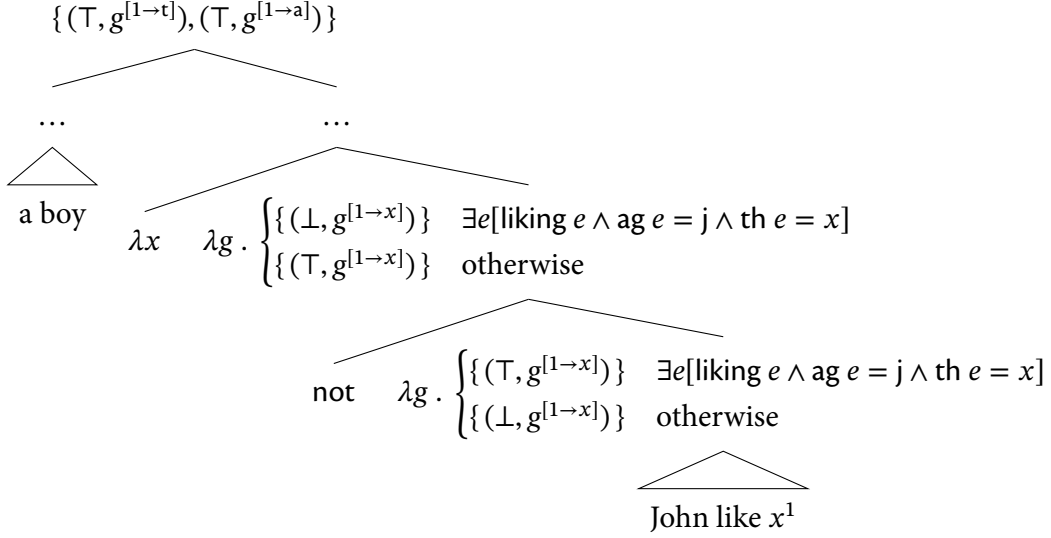 {(⊤, g^[1→t]), (⊤, g^[1→a])}
… …
a boy
λx λg . { {(⊥, g^[1→x])} ∃e[liking e ∧ ag e = j ∧ th e = x]
{(⊤, g^[1→x])} otherwise
not λg . { {(⊤, g^[1→x])} ∃e[liking e ∧ ag e = j ∧ th e = x]
{(⊥, g^[1→x])} otherwise
John like x¹